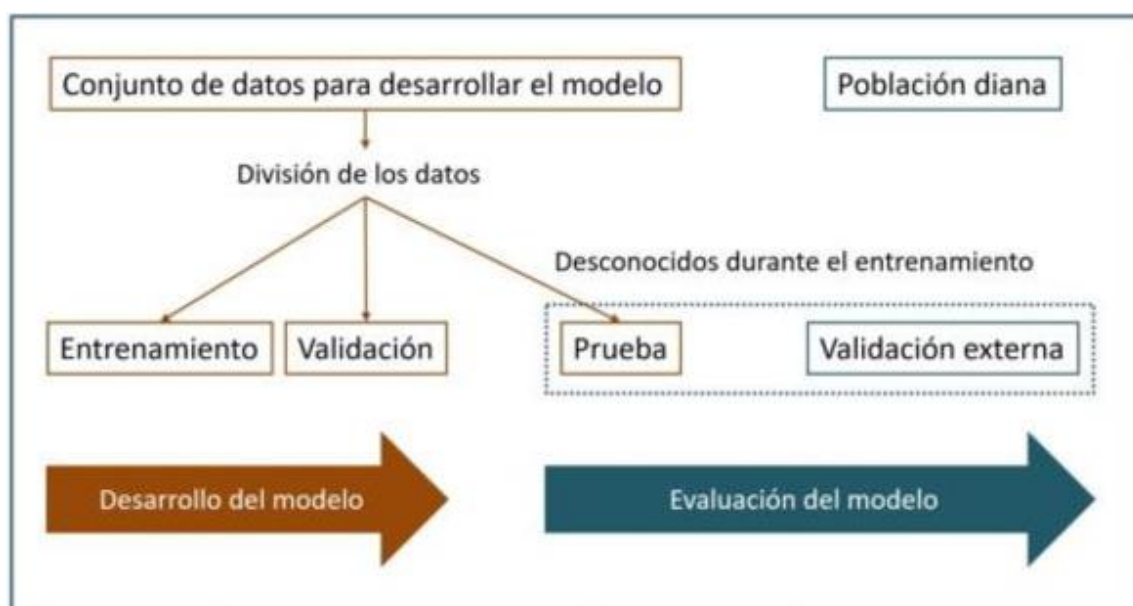 Conjunto de datos para desarrollar el modelo
Población diana
División de los datos
Desconocidos durante el entrenamiento
Entrenamiento
Validación
Prueba
Validación externa
Desarrollo del modelo
Evaluación del modelo